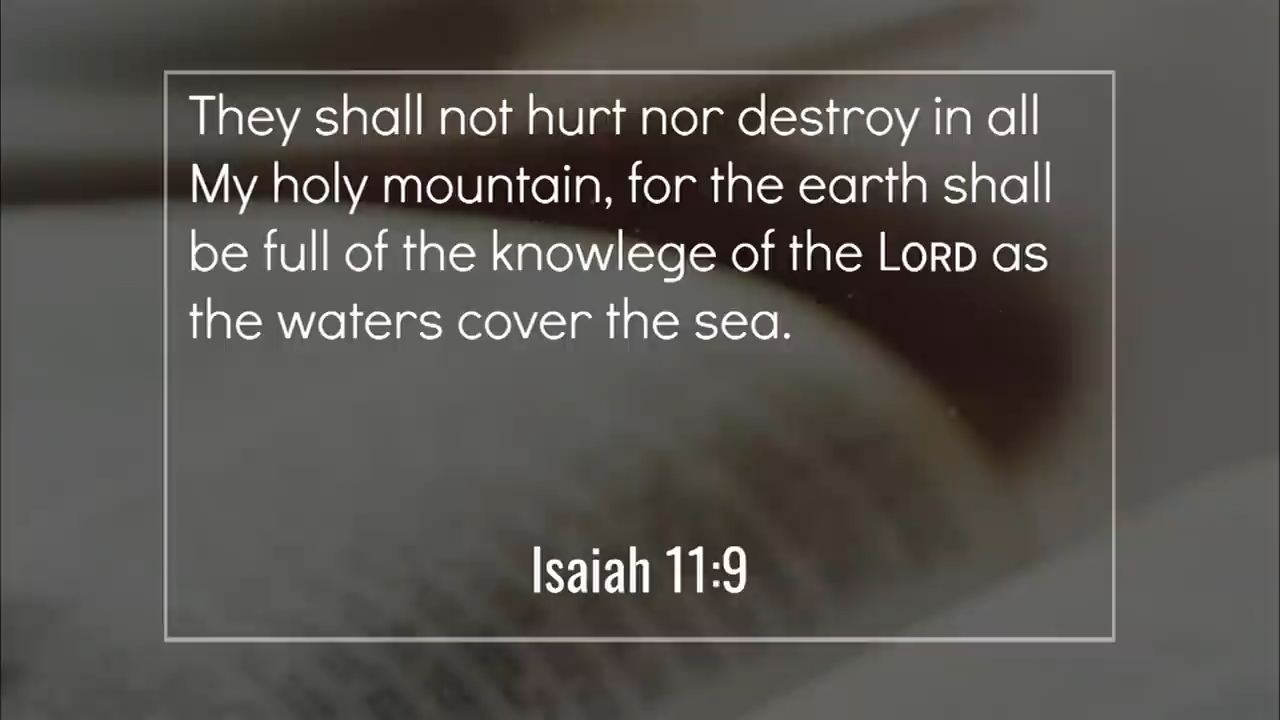 They shall not hurt nor destroy in all
My holy mountain, for the earth shall
be full of the knowlege of the LORD as
the waters cover the sea.
Isaiah 11:9